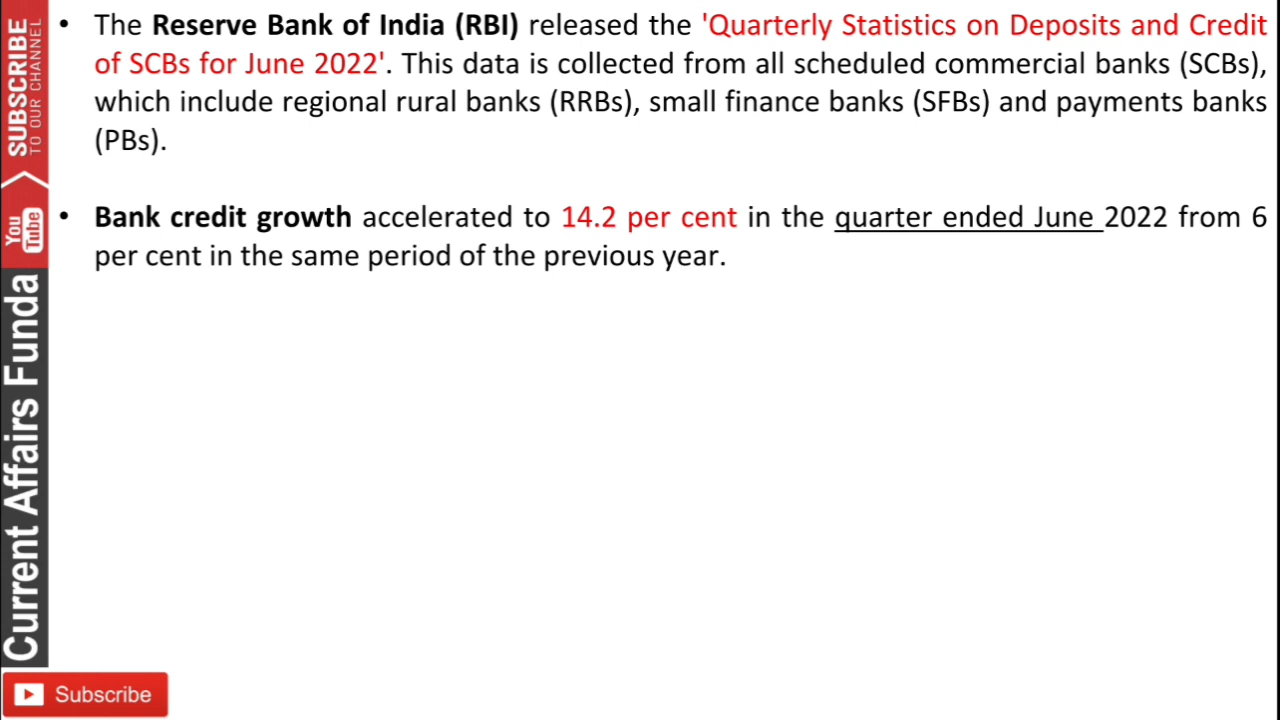 • The Reserve Bank of India (RBI) released the 'Quarterly Statistics on Deposits and Credit
of SCBs for June 2022'. This data is collected from all scheduled commercial banks (SCBs),
which include regional rural banks (RRBs), small finance banks (SFBs) and payments banks
(PBs).
• Bank credit growth accelerated to 14.2 per cent in the quarter ended June 2022 from 6
per cent in the same period of the previous year.
SUBSCRIBE
TO OUR CHANNEL
You
Tube
Current Affairs Funda
Subscribe